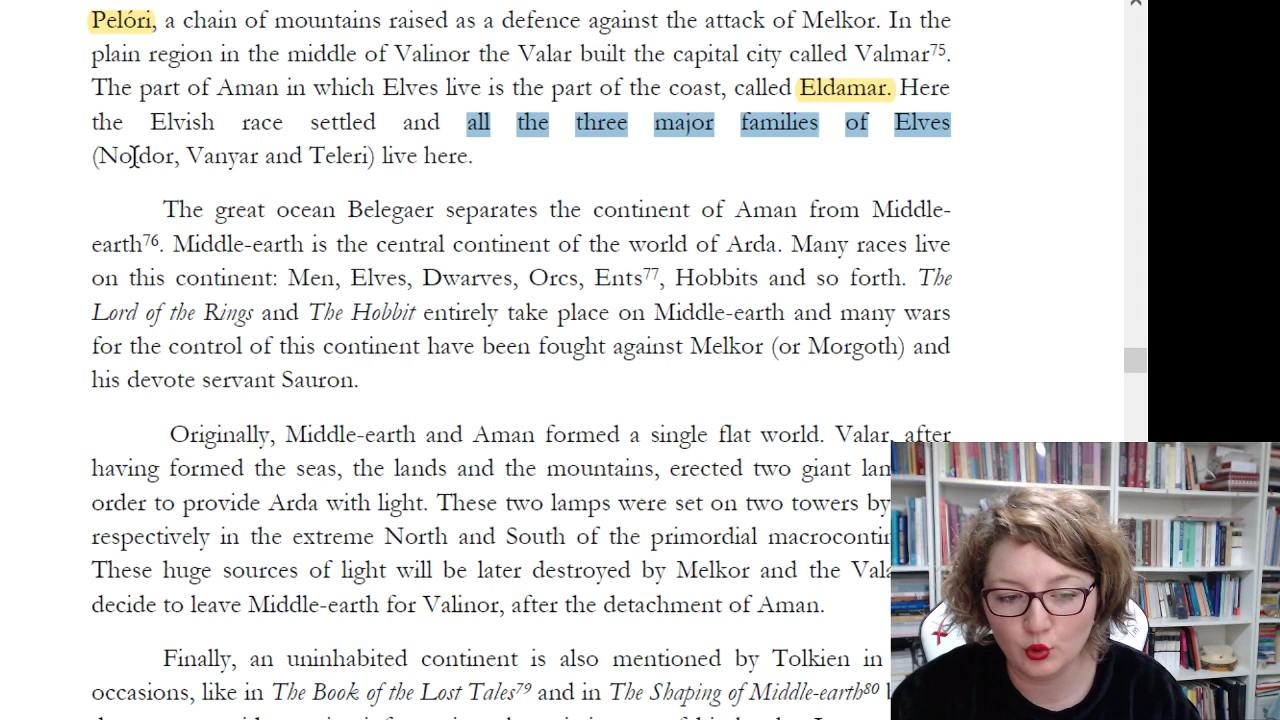 Pelóri, a chain of mountains raised as a defence against the attack of Melkor. In the
plain region in the middle of Valinor the Valar built the capital city called Valmar75.
The part of Aman in which Elves live is the part of the coast, called Eldamar. Here
the Elvish race settled and all the three major families of Elves
(Noldor, Vanyar and Teleri) live here.
The great ocean Belegaer separates the continent of Aman from Middle-
earth76. Middle-earth is the central continent of the world of Arda. Many races live
on this continent: Men, Elves, Dwarves, Orcs, Ents77, Hobbits and so forth. The
Lord of the Rings and The Hobbit entirely take place on Middle-earth and many wars
for the control of this continent have been fought against Melkor (or Morgoth) and
his devote servant Sauron.
Originally, Middle-earth and Aman formed a single flat world. Valar, after
having formed the seas, the lands and the mountains, erected two giant
order to provide Arda with light. These two lamps were set on two towers by
respectively in the extreme North and South of the primordial
These huge sources of light will be later destroyed by Melkor and the
decide to leave Middle-earth for Valinor, after the detachment of Aman.
Finally, an uninhabited continent is also mentioned by Tolkien in
occasions, like in The Book of the Lost Tales79 and in The Shaping of Middle-earth80